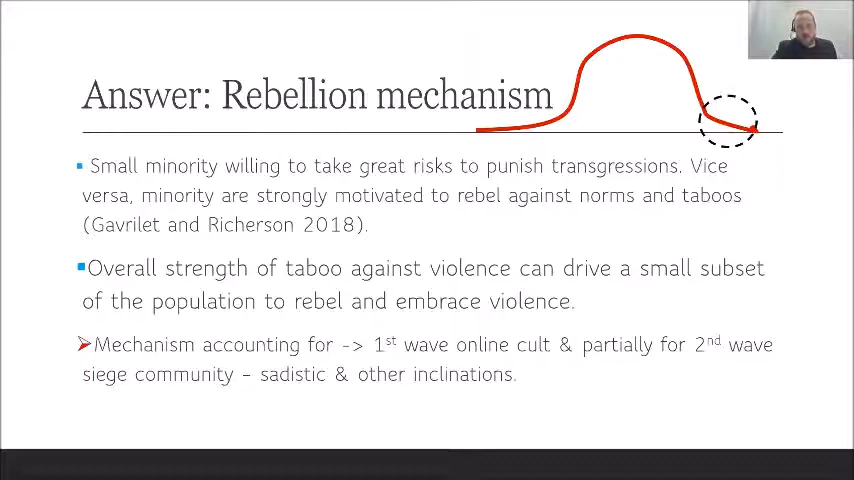 Answer: Rebellion mechanism
Small minority willing to take great risks to punish transgressions. Vice
versa, minority are strongly motivated to rebel against norms and taboos
(Gavrilet and Richerson 2018).
Overall strength of taboo against violence can drive a small subset
of the population to rebel and embrace violence.
Mechanism accounting for -> 1st wave online cult & partially for 2nd wave
siege community – sadistic & other inclinations.